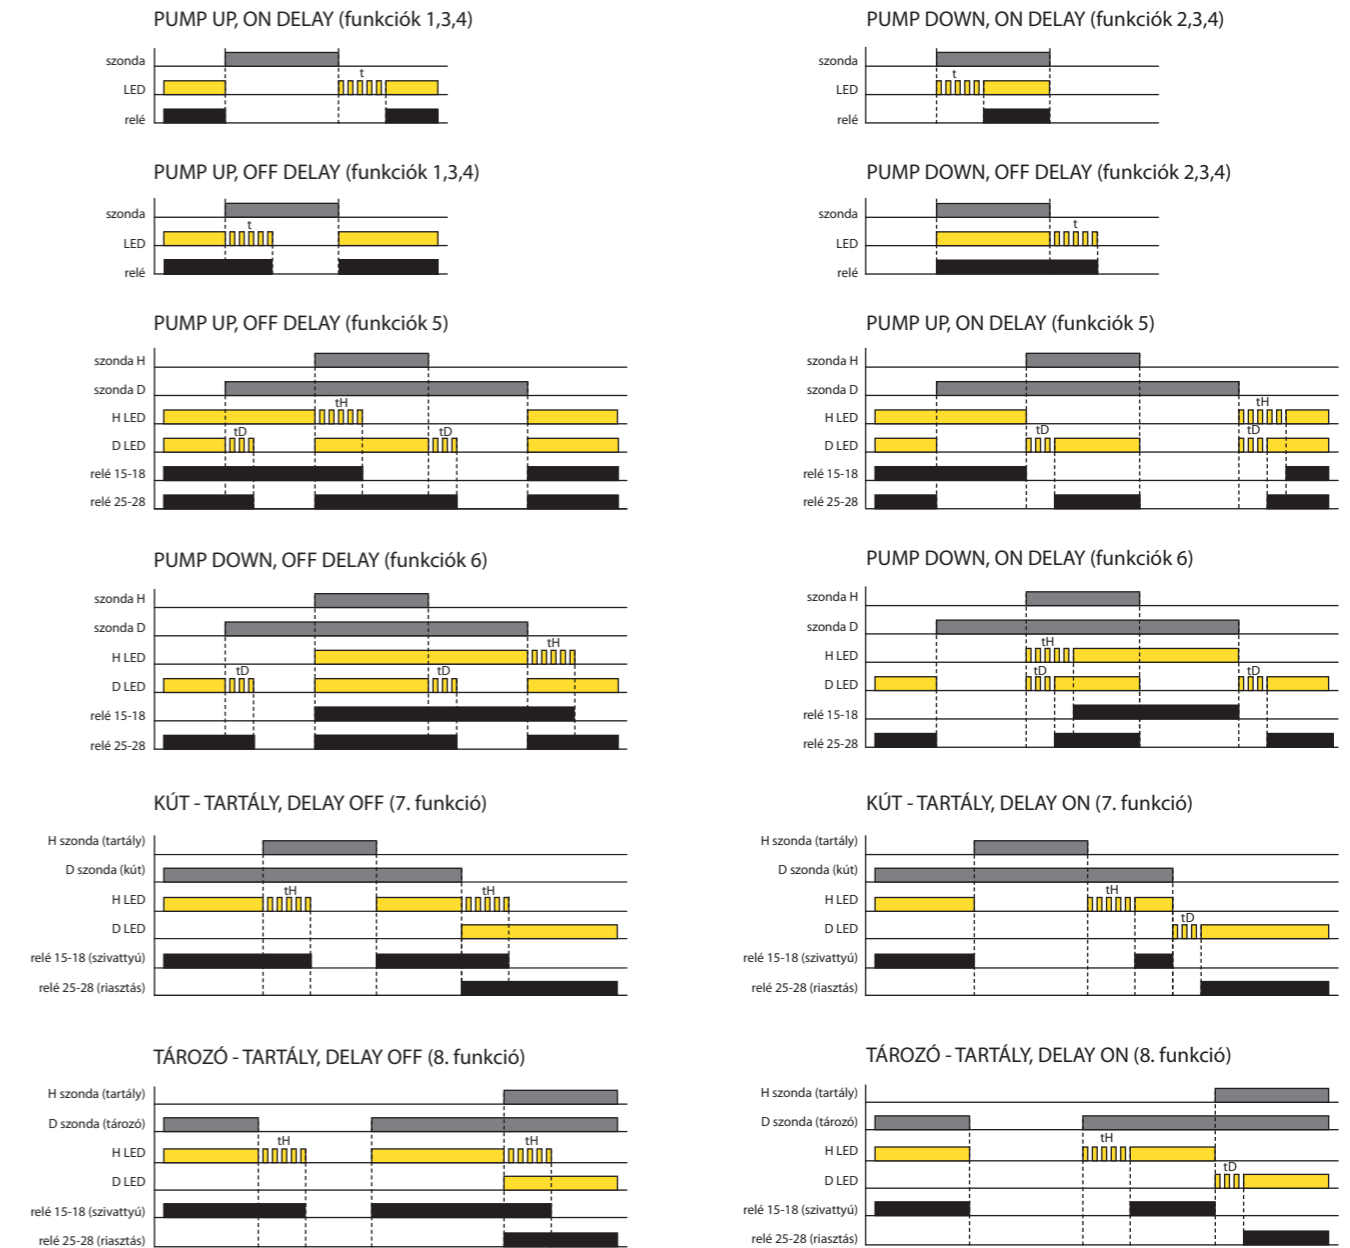 PUMP UP, ON DELAY (funkciók 1,3,4)
szonda
t
LED
relé
PUMP DOWN, ON DELAY (funkciók 2,3,4)
szonda
t
LED
relé
PUMP UP, OFF DELAY (funkciók 1,3,4)
szonda
t
LED
relé
PUMP DOWN, OFF DELAY (funkciók 2,3,4)
szonda
t
LED
relé
PUMP UP, OFF DELAY (funkciók 5)
szonda H
szonda D
tH
H LED
tD tD
D LED
relé 15-18
relé 25-28
PUMP UP, ON DELAY (funkciók 5)
szonda H
szonda D
tH
H LED
tD tD
D LED
relé 15-18
relé 25-28
PUMP DOWN, OFF DELAY (funkciók 6)
szonda H
szonda D
tH
H LED
tD tD
D LED
relé 15-18
relé 25-28
PUMP DOWN, ON DELAY (funkciók 6)
szonda H
szonda D
tH
H LED
tD tD
D LED
relé 15-18
relé 25-28
KÚT - TARTÁLY, DELAY OFF (7. funkció)
H szonda (tartály)
D szonda (kút)
tH tH
H LED
D LED
relé 15-18 (szivattyú)
relé 25-28 (riasztás)
KÚT - TARTÁLY, DELAY ON (7. funkció)
H szonda (tartály)
D szonda (kút)
tH
H LED
tD
D LED
relé 15-18 (szivattyú)
relé 25-28 (riasztás)
TÁROZÓ - TARTÁLY, DELAY OFF (8. funkció)
H szonda (tartály)
D szonda (tározó)
tH tH
H LED
D LED
relé 15-18 (szivattyú)
relé 25-28 (riasztás)
TÁROZÓ - TARTÁLY, DELAY ON (8. funkció)
H szonda (tartály)
D szonda (tározó)
tH
H LED
tD
D LED
relé 15-18 (szivattyú)
relé 25-28 (riasztás)